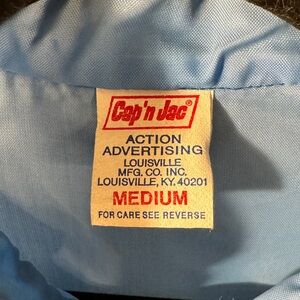 Cap'n Jac®
ACTION
ADVERTISING
LOUISVILLE
MFG. CO. INC.
LOUISVILLE, KY. 40201
MEDIUM
FOR CARE SEE REVERSE